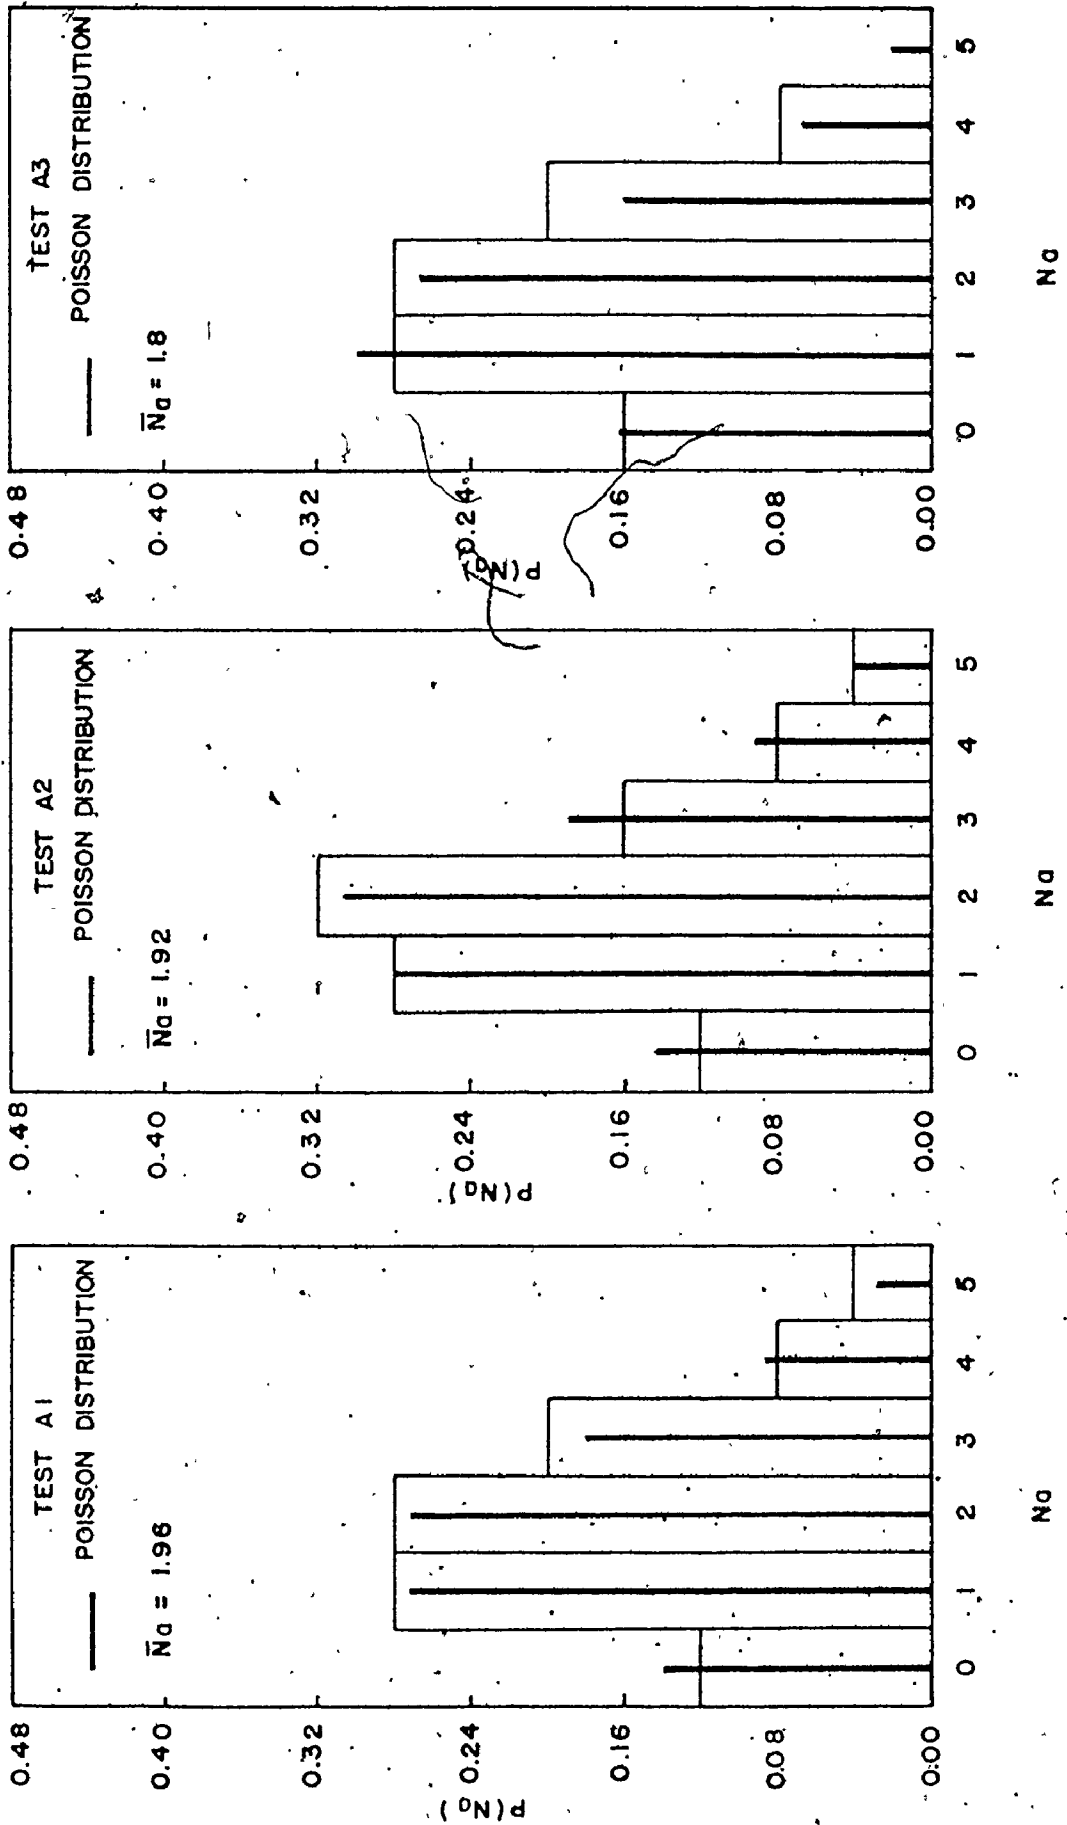 TEST A1
POISSON DISTRIBUTION
N̅a = 1.96
0.48
0.40
0.32
0.24
0.16
0.08
0.00
P(Na)
0 1 2 3 4 5
Na
TEST A2
POISSON DISTRIBUTION
N̅a = 1.92
0.48
0.40
0.32
0.24
0.16
0.08
0.00
P(Na)
0 1 2 3 4 5
Na
TEST A3
POISSON DISTRIBUTION
N̅a = 1.8
0.48
0.40
0.32
0.24
0.16
0.08
0.00
P(Na)
0 1 2 3 4 5
Na